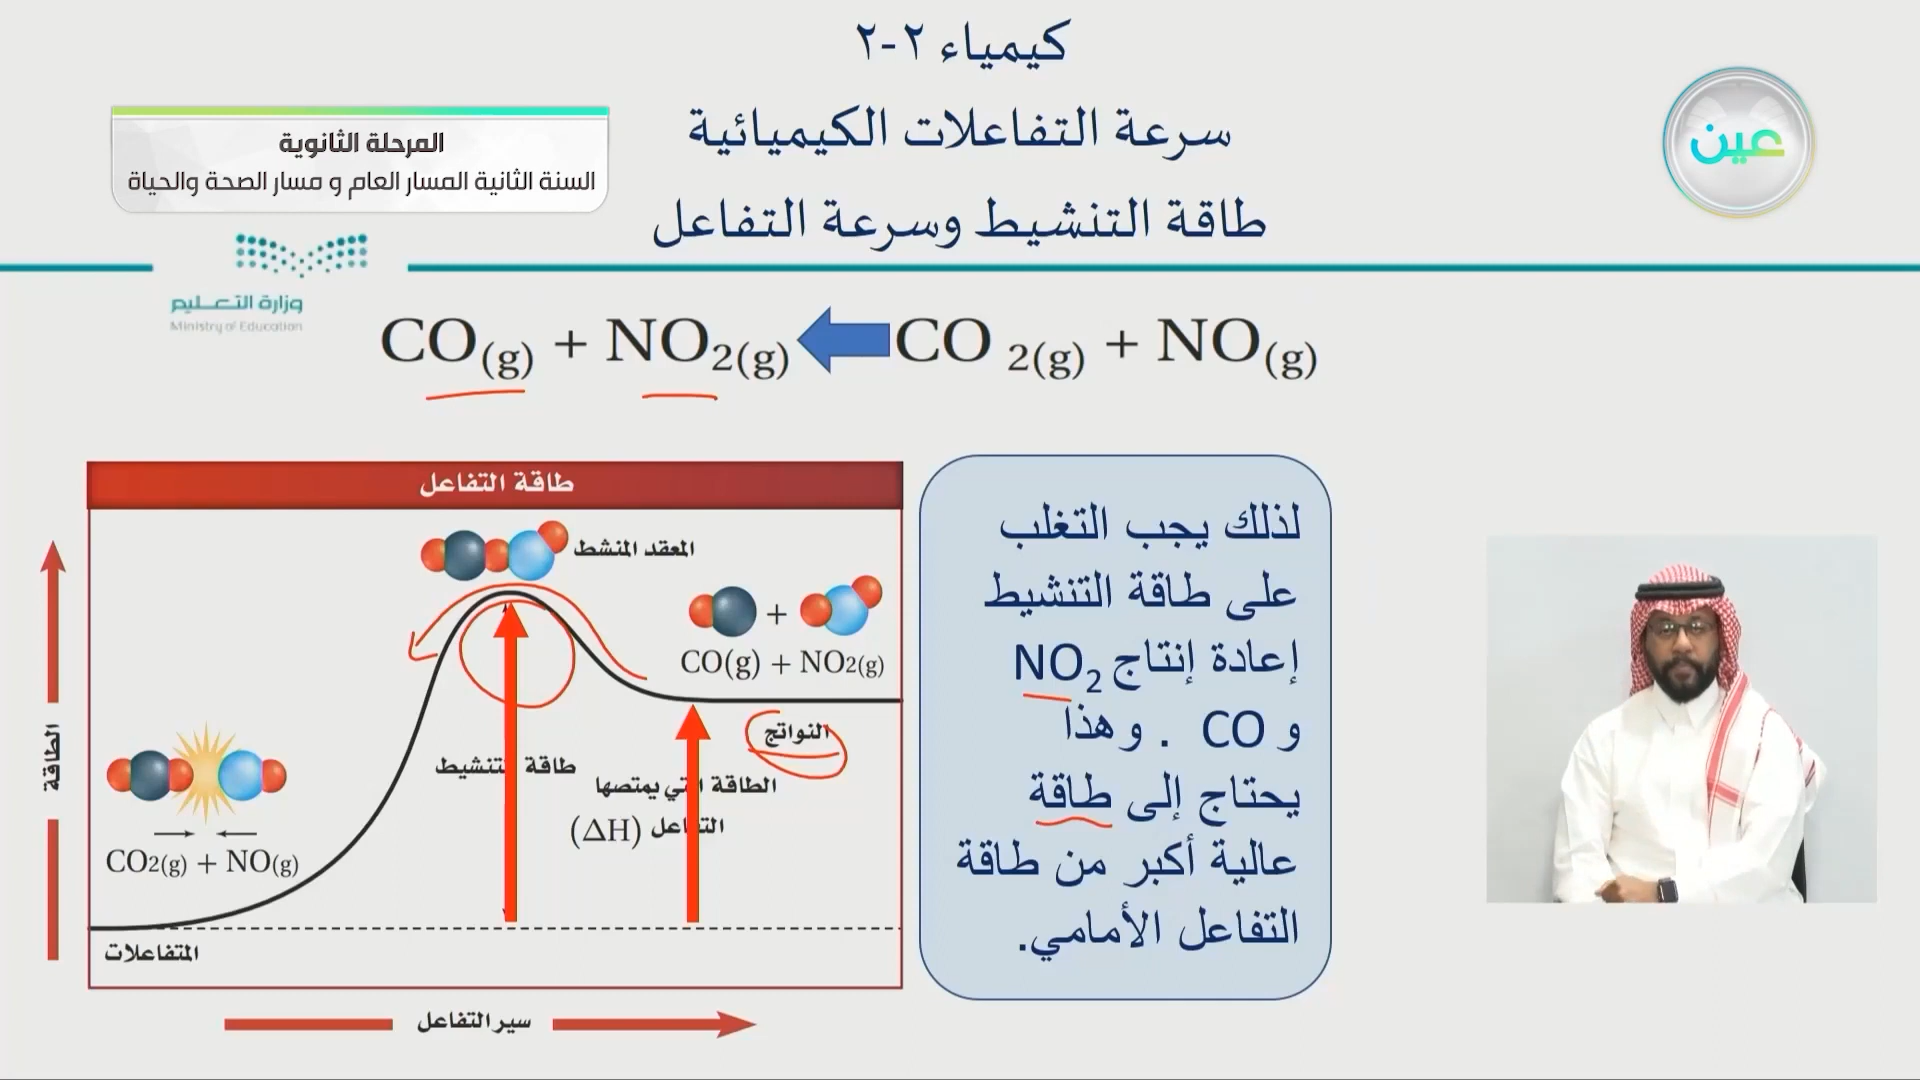 كيمياء ٢-٢
سرعة التفاعلات الكيميائية
طاقة التنشيط وسرعة التفاعل
عين
المرحلة الثانوية
السنة الثانية المسار العام و مسار الصحة والحياة
وزارة التعليم
Ministry of Education
CO(g) + NO2(g) CO 2(g) + NO(g)
لذلك يجب التغلب
على طاقة التنشيط
إعادة إنتاج NO2
و CO . وهذا
يحتاج إلى طاقة
عالية أكبر من طاقة
التفاعل الأمامي.
طاقة التفاعل
المعقد المنشط
+
CO(g) + NO2(g)
النواتج
طاقة التنشيط
الطاقة التي يمتصها
التفاعل (ΔH)
CO2(g) + NO(g)
المتفاعلات
الطاقة
سير التفاعل